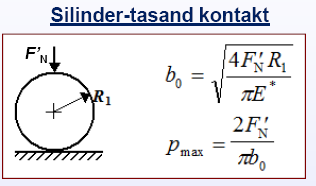 Silinder-tasand kontakt
F'N
R1
b₀ = √(4F'N R₁ / πE*)
pmax = 2F'N / πb₀